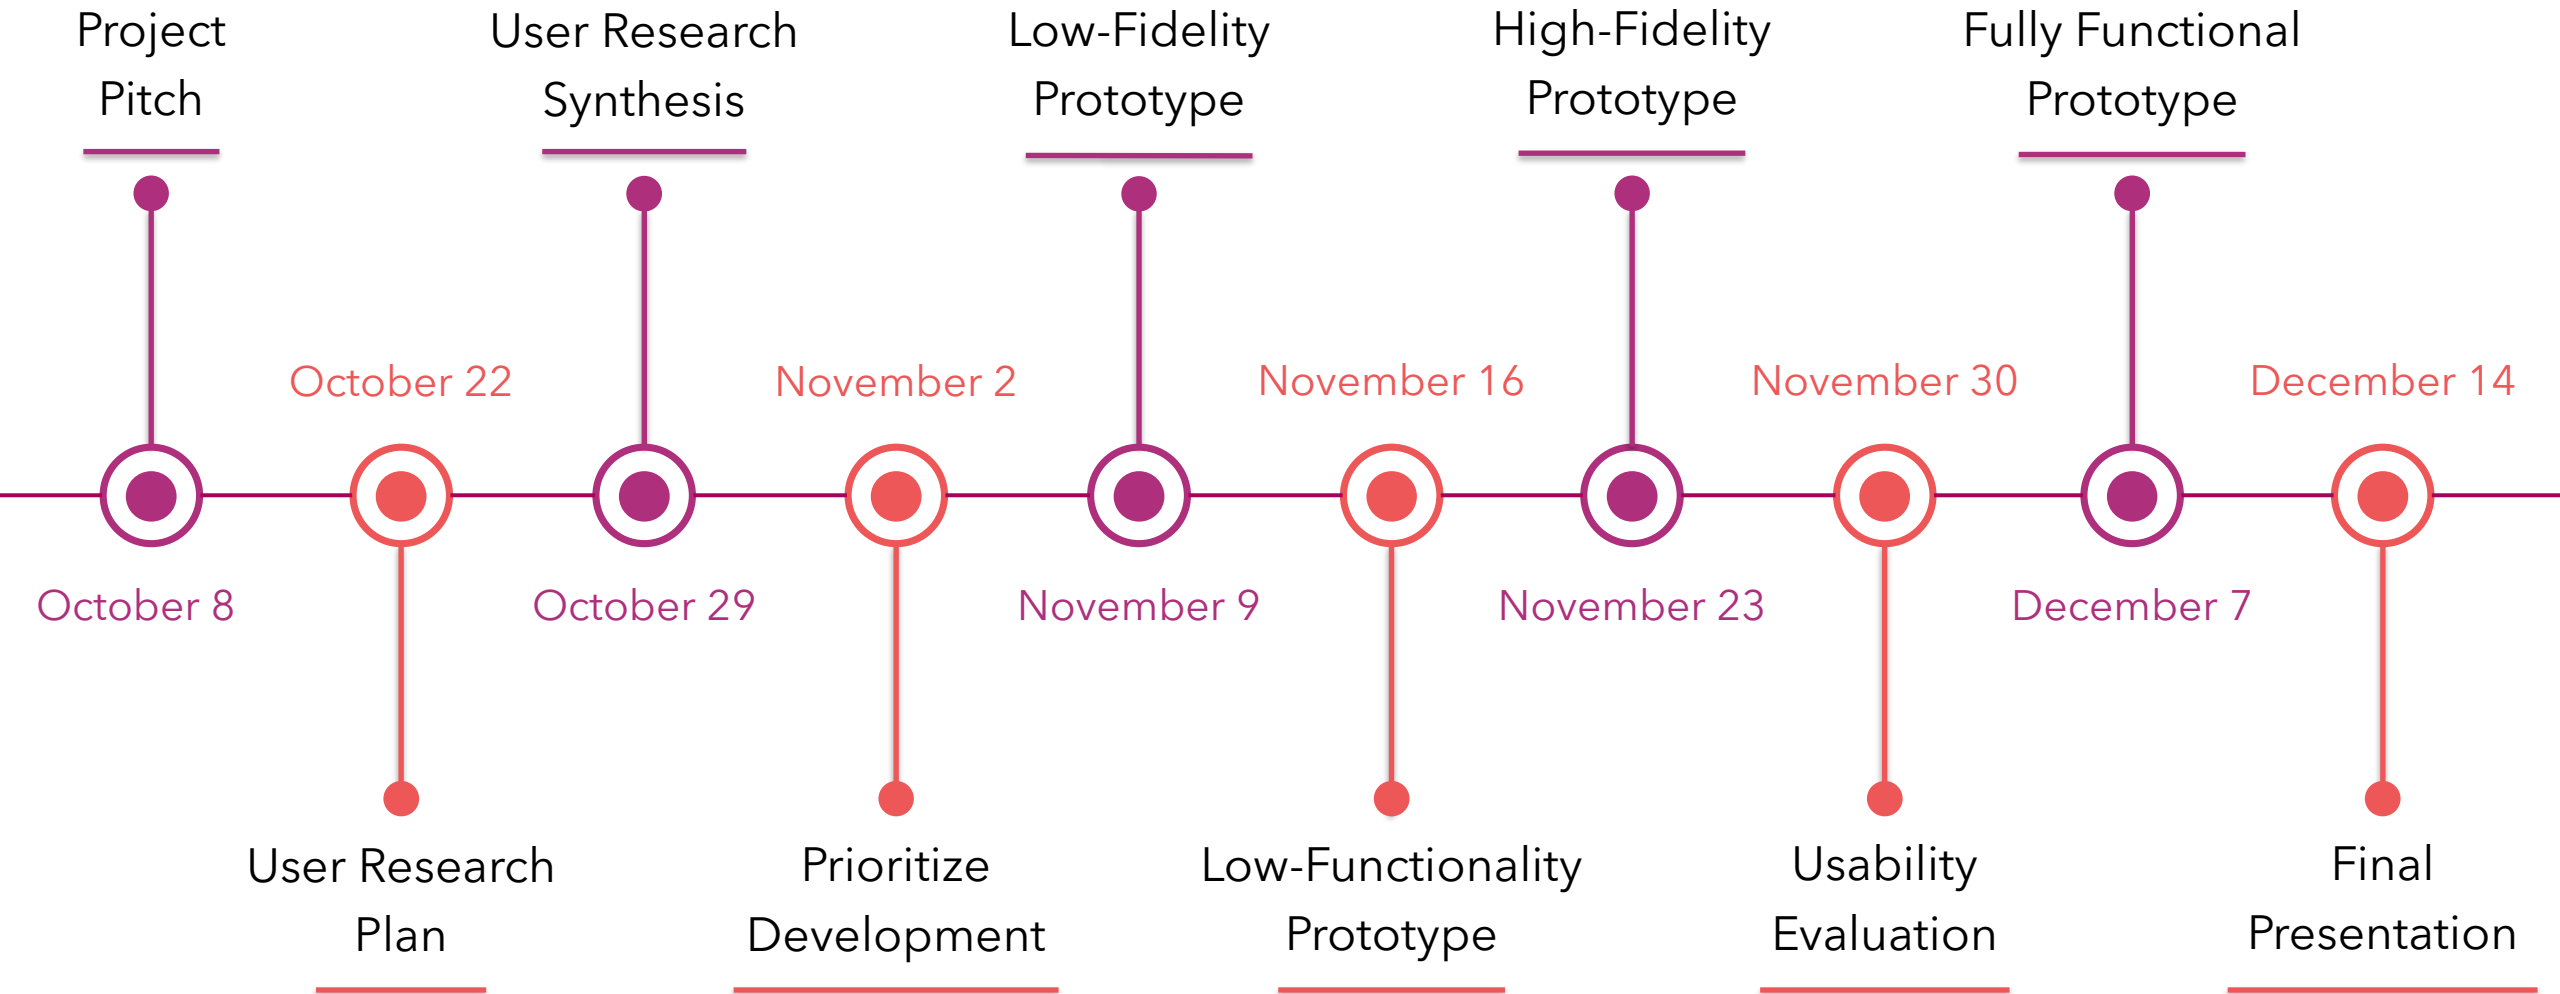 Project
Pitch
User Research
Synthesis
Low-Fidelity
Prototype
High-Fidelity
Prototype
Fully Functional
Prototype
October 22
November 2
November 16
November 30
December 14
October 8
October 29
November 9
November 23
December 7
User Research
Plan
Prioritize
Development
Low-Functionality
Prototype
Usability
Evaluation
Final
Presentation